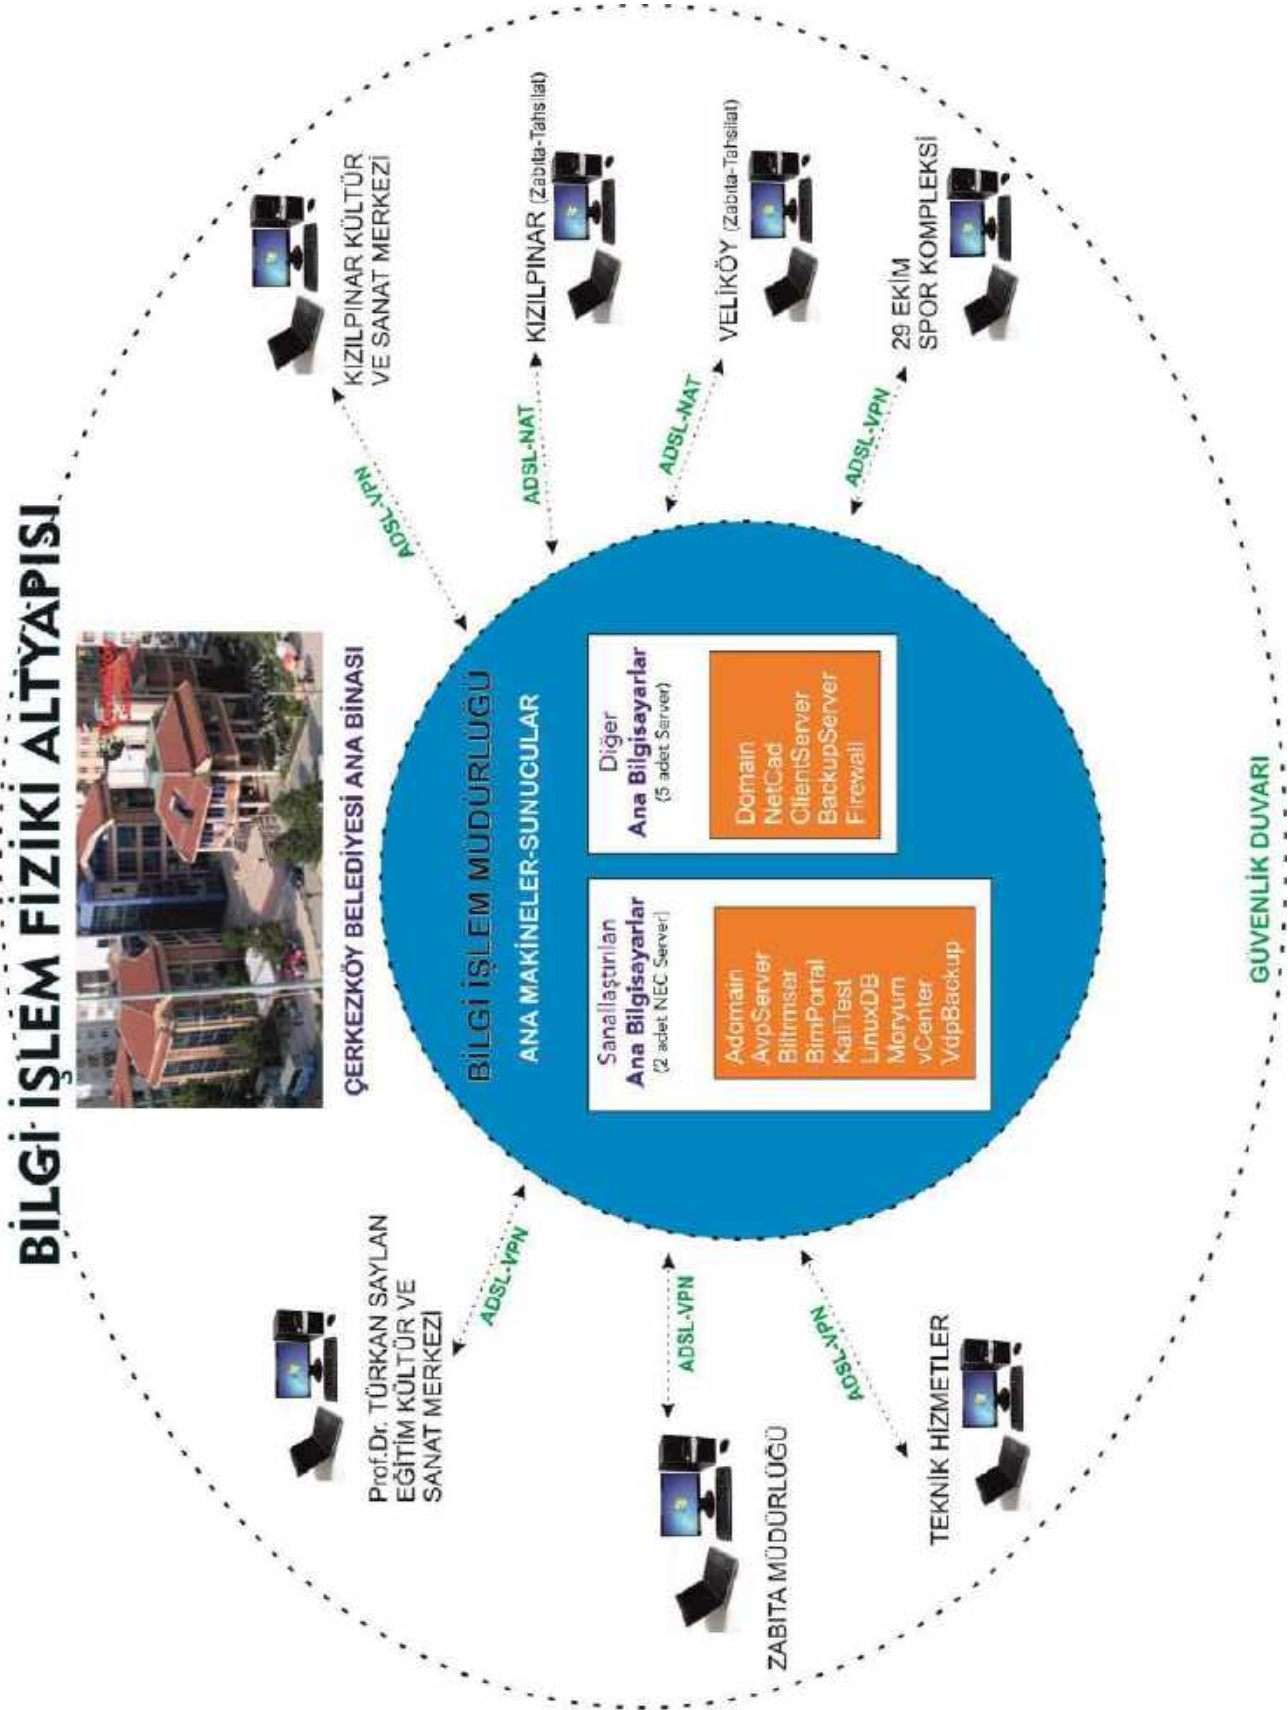 BİLGİ İŞLEM FİZİKİ ALTYAPISI
ÇERKEZKÖY BELEDİYESİ ANA BİNASI
Prof.Dr. TÜRKAN SAYLAN
EĞİTİM KÜLTÜR VE
SANAT MERKEZİ
ADSL-VPN
ZABITA MÜDÜRLÜĞÜ
ADSL-VPN
TEKNİK HİZMETLER
ADSL-VPN
BİLGİ İŞLEM MÜDÜRLÜĞÜ
ANA MAKİNELER-SUNUCULAR
Sanallaştırılan
Ana Bilgisayarlar
(2 adet NEC Server)
Adomain
AvpServer
Biltrmser
BimPortal
KaliTest
LinuxDB
Moryum
vCenter
VdpBackup
Diğer
Ana Bilgisayarlar
(5 adet Server)
Domain
NetCad
ClientServer
BackupServer
Firewall
KIZILPINAR KÜLTÜR
VE SANAT MERKEZİ
ADSL-VPN
KIZILPINAR (Zabıta-Tahsilat)
ADSL-NAT
VELİKÖY (Zabıta-Tahsilat)
ADSL-NAT
29 EKİM
SPOR KOMPLEKSİ
ADSL-VPN
GÜVENLİK DUVARI